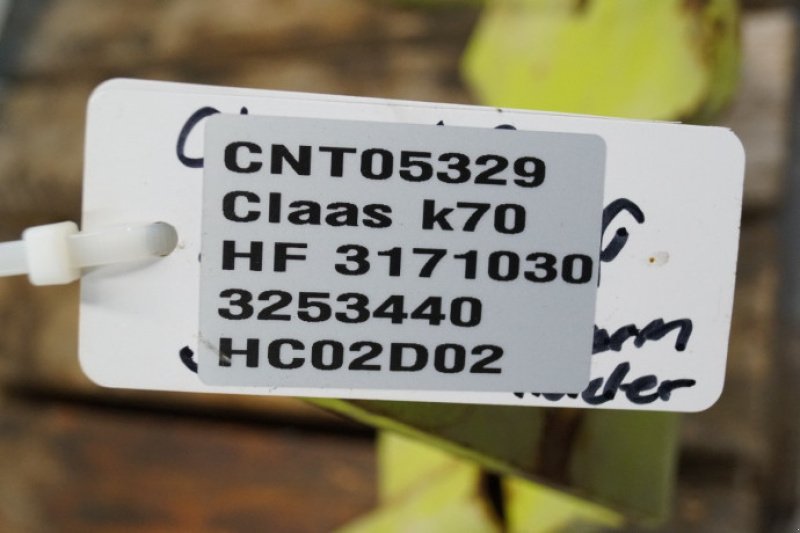 CNT05329
Claas k70
HF 3171030
3253440
HC02D02